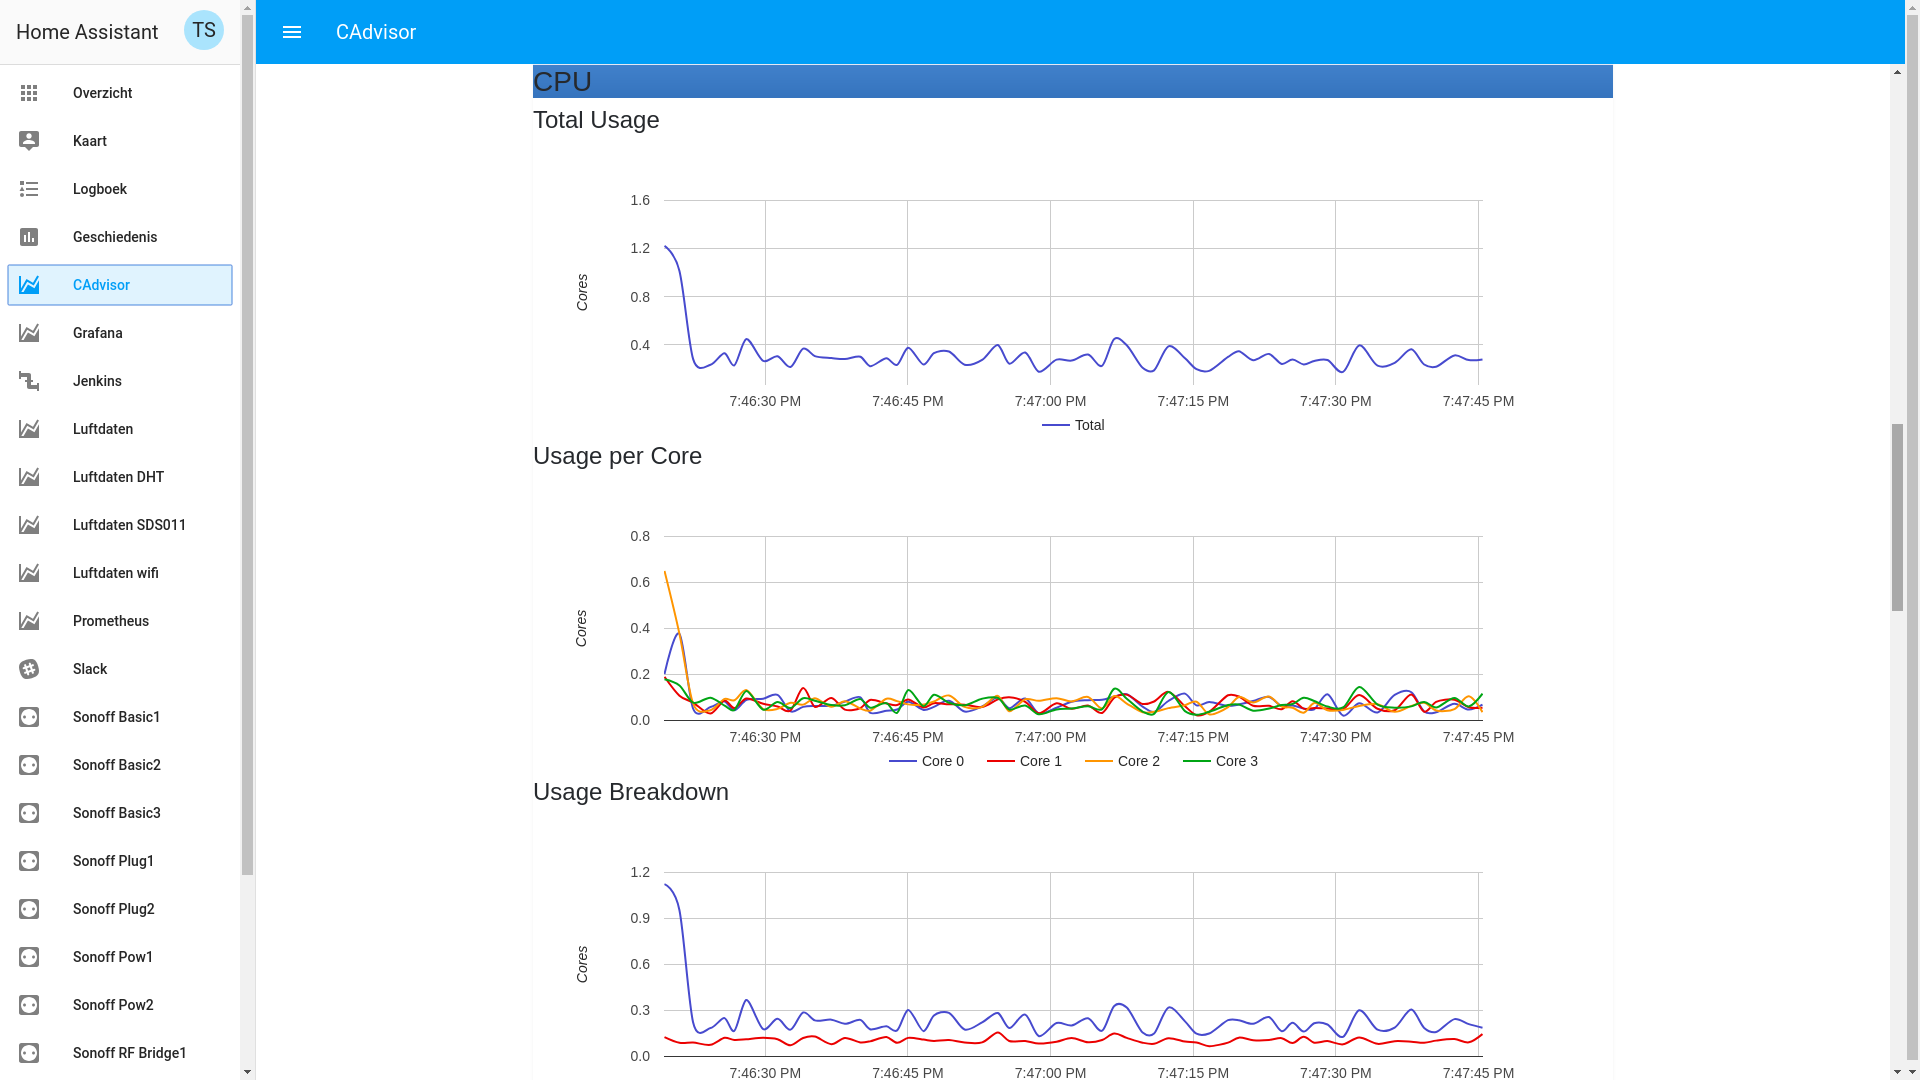 Home Assistant
TS
CAdvisor
Overzicht
Kaart
Logboek
Geschiedenis
CAdvisor
Grafana
Jenkins
Luftdaten
Luftdaten DHT
Luftdaten SDS011
Luftdaten wifi
Prometheus
Slack
Sonoff Basic1
Sonoff Basic2
Sonoff Basic3
Sonoff Plug1
Sonoff Plug2
Sonoff Pow1
Sonoff Pow2
Sonoff RF Bridge1
CPU
Total Usage
1.6
1.2
0.8
0.4
Cores
7:46:30 PM 7:46:45 PM 7:47:00 PM 7:47:15 PM 7:47:30 PM 7:47:45 PM
Total
Usage per Core
0.8
0.6
0.4
0.2
0.0
Cores
7:46:30 PM 7:46:45 PM 7:47:00 PM 7:47:15 PM 7:47:30 PM 7:47:45 PM
Core 0 Core 1 Core 2 Core 3
Usage Breakdown
1.2
0.9
0.6
0.3
0.0
Cores
7:46:30 PM 7:46:45 PM 7:47:00 PM 7:47:15 PM 7:47:30 PM 7:47:45 PM